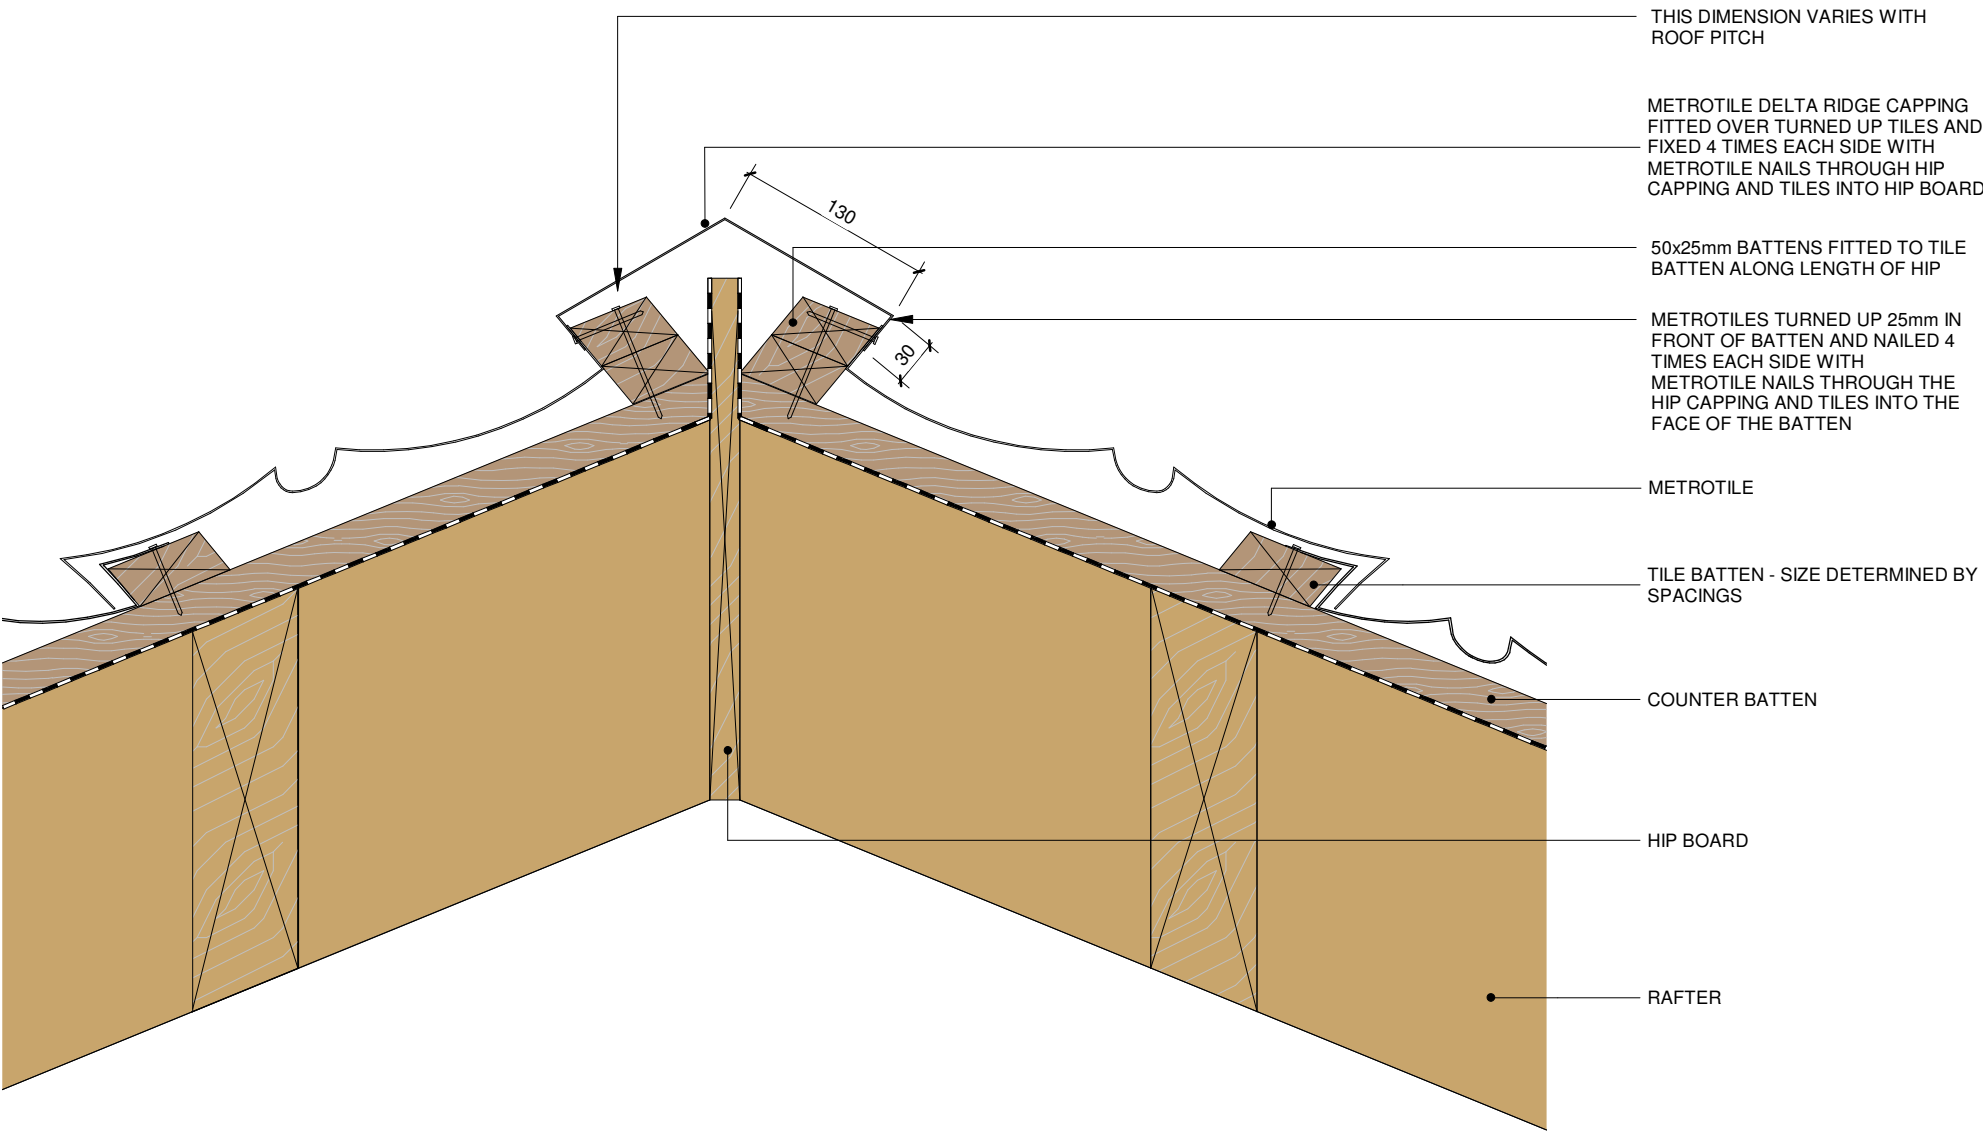 THIS DIMENSION VARIES WITH
ROOF PITCH
METROTILE DELTA RIDGE CAPPING
FITTED OVER TURNED UP TILES AND
FIXED 4 TIMES EACH SIDE WITH
METROTILE NAILS THROUGH HIP
CAPPING AND TILES INTO HIP BOARD
130
50x25mm BATTENS FITTED TO TILE
BATTEN ALONG LENGTH OF HIP
METROTILES TURNED UP 25mm IN
FRONT OF BATTEN AND NAILED 4
TIMES EACH SIDE WITH
METROTILE NAILS THROUGH THE
HIP CAPPING AND TILES INTO THE
FACE OF THE BATTEN
30
METROTILE
TILE BATTEN - SIZE DETERMINED BY
SPACINGS
COUNTER BATTEN
HIP BOARD
RAFTER